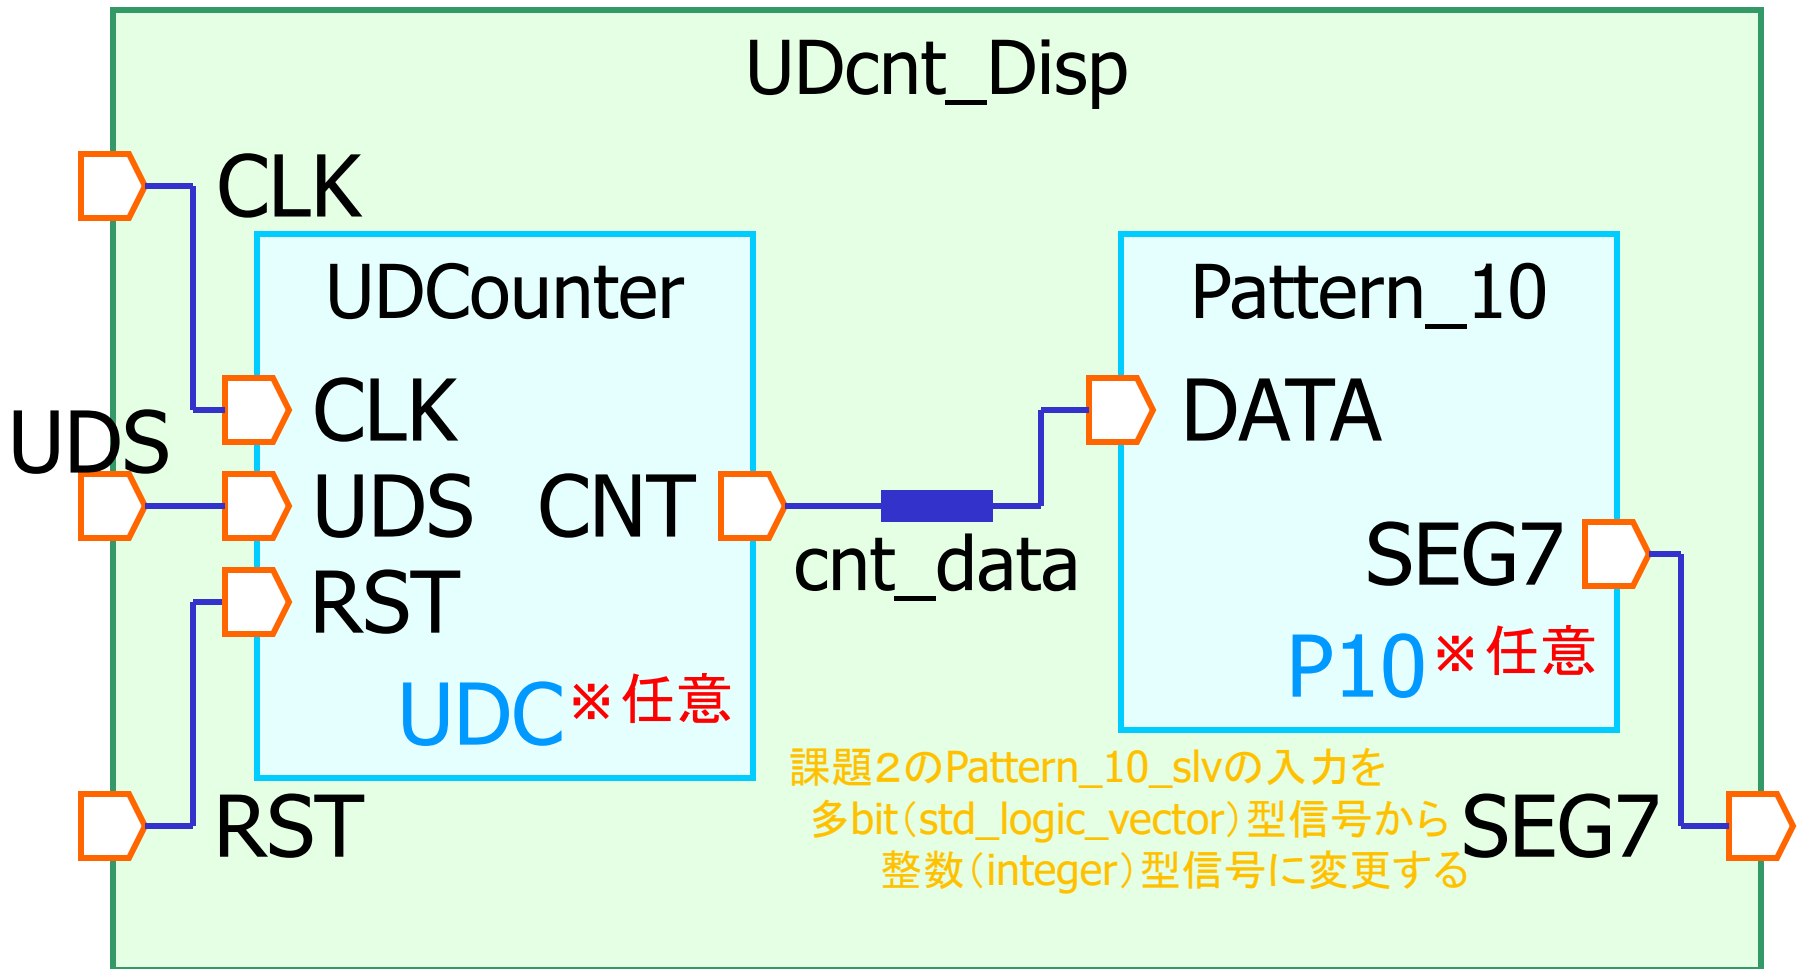 UDcnt_Disp
CLK
UDCounter
Pattern_10
CLK
DATA
UDS
UDS
CNT
cnt_data
SEG7
RST
P10※任意
UDC※任意
課題2のPattern_10_slvの入力を
多bit(std_logic_vector)型信号から
整数(integer)型信号に変更する
RST
SEG7